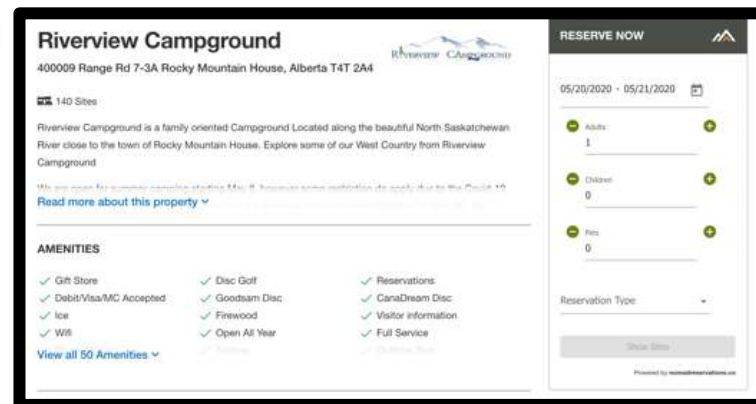 Riverview Campground
RIVERVIEW CAMPGROUND
400009 Range Rd 7-3A Rocky Mountain House, Alberta T4T 2A4
140 Sites
Riverview Campground is a family oriented Campground Located along the beautiful North Saskatchewan
River close to the town of Rocky Mountain House. Explore some of our West Country from Riverview
Campground
Read more about this property
AMENITIES
Gift Store
Disc Golf
Reservations
Debit/Visa/MC Accepted
Goodsam Disc
CanaDream Disc
Ice
Firewood
Visitor information
Wifi
Open All Year
Full Service
View all 50 Amenities
RESERVE NOW
05/20/2020 - 05/21/2020
Adults
1
Children
0
Pets
0
Reservation Type
Show Sites
Powered by nomadreservations.co